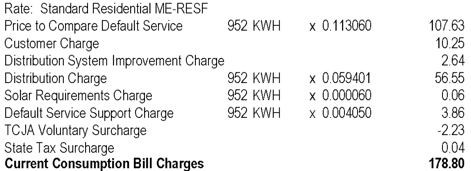 Rate: Standard Residential ME-RESF
Price to Compare Default Service 952 KWH x 0.113060 107.63
Customer Charge 10.25
Distribution System Improvement Charge 2.64
Distribution Charge 952 KWH x 0.059401 56.55
Solar Requirements Charge 952 KWH x 0.000060 0.06
Default Service Support Charge 952 KWH x 0.004050 3.86
TCJA Voluntary Surcharge -2.23
State Tax Surcharge 0.04
Current Consumption Bill Charges 178.80